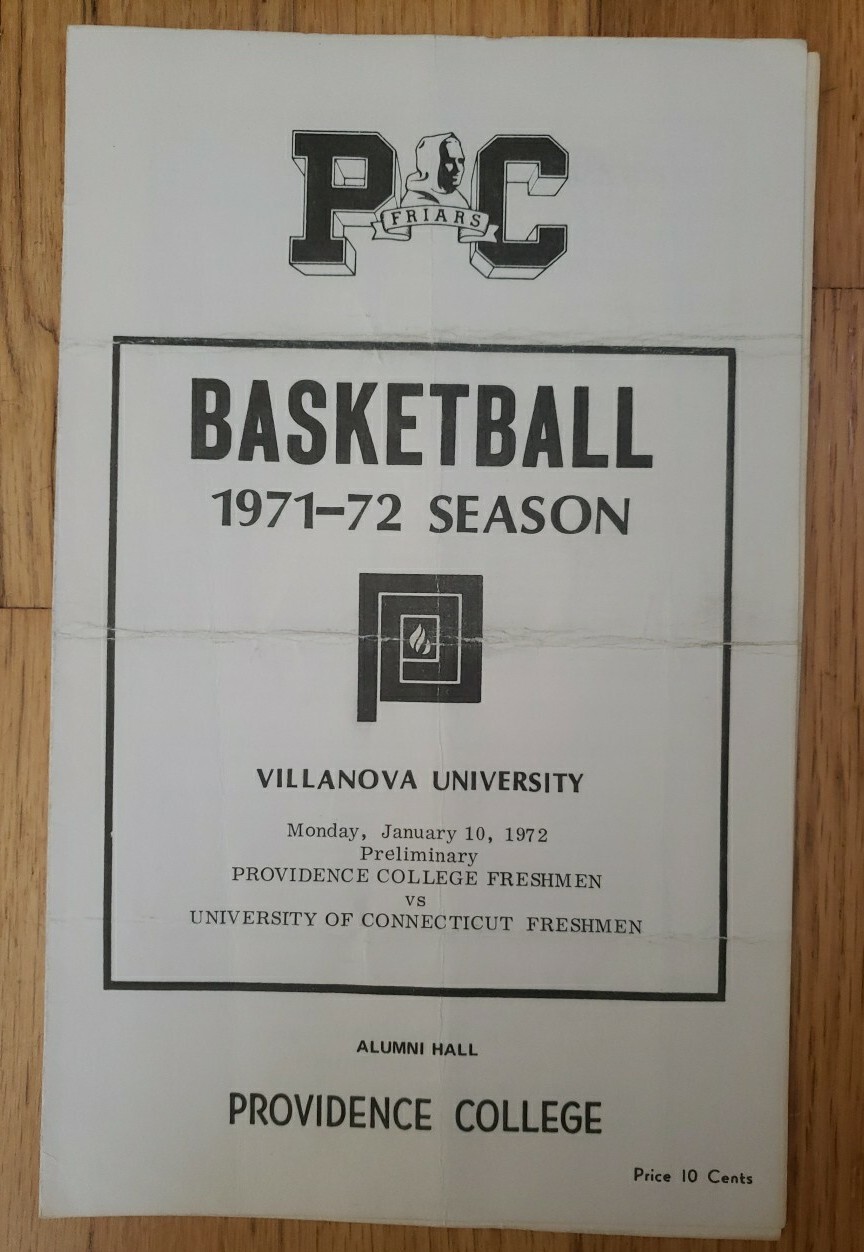 PC
FRIARS
BASKETBALL
1971-72 SEASON
VILLANOVA UNIVERSITY
Monday, January 10, 1972
Preliminary
PROVIDENCE COLLEGE FRESHMEN
vs
UNIVERSITY OF CONNECTICUT FRESHMEN
ALUMNI HALL
PROVIDENCE COLLEGE
Price 10 Cents